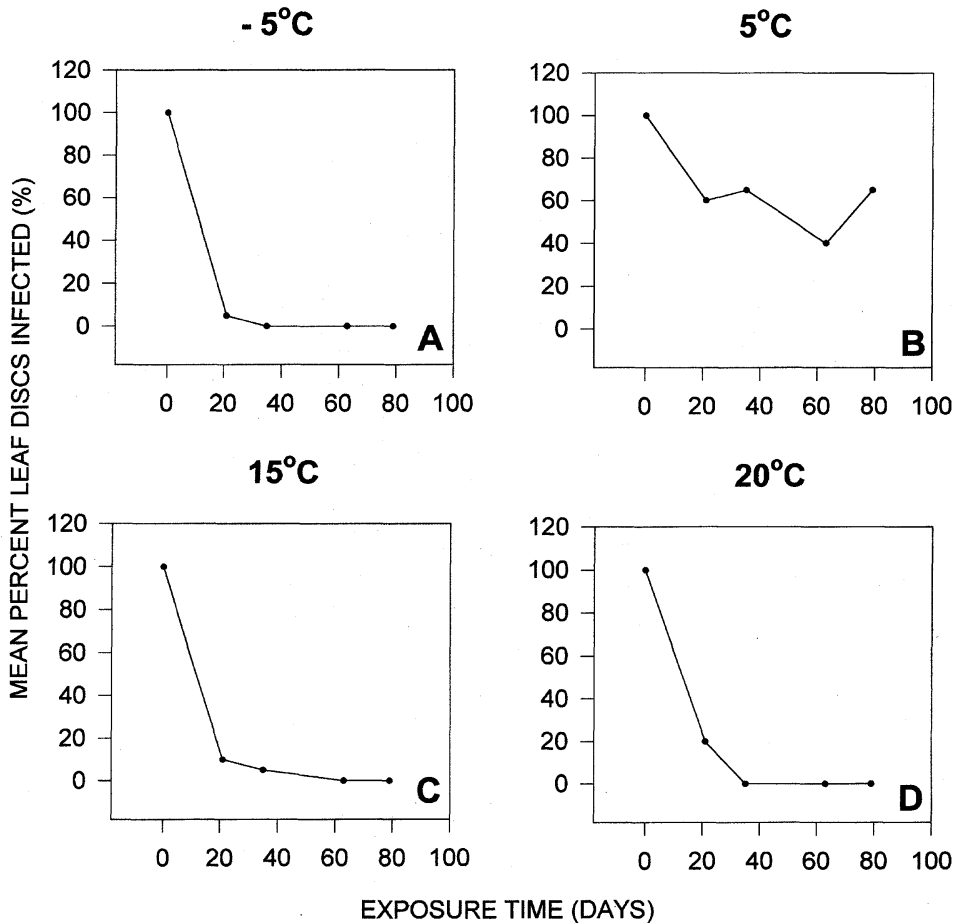 - 5°C
5°C
MEAN PERCENT LEAF DISCS INFECTED (%)
120
100
80
60
40
20
0
A
0 20 40 60 80 100
120
100
80
60
40
20
0
B
0 20 40 60 80 100
15°C
20°C
120
100
80
60
40
20
0
C
0 20 40 60 80 100
120
100
80
60
40
20
0
D
0 20 40 60 80 100
EXPOSURE TIME (DAYS)